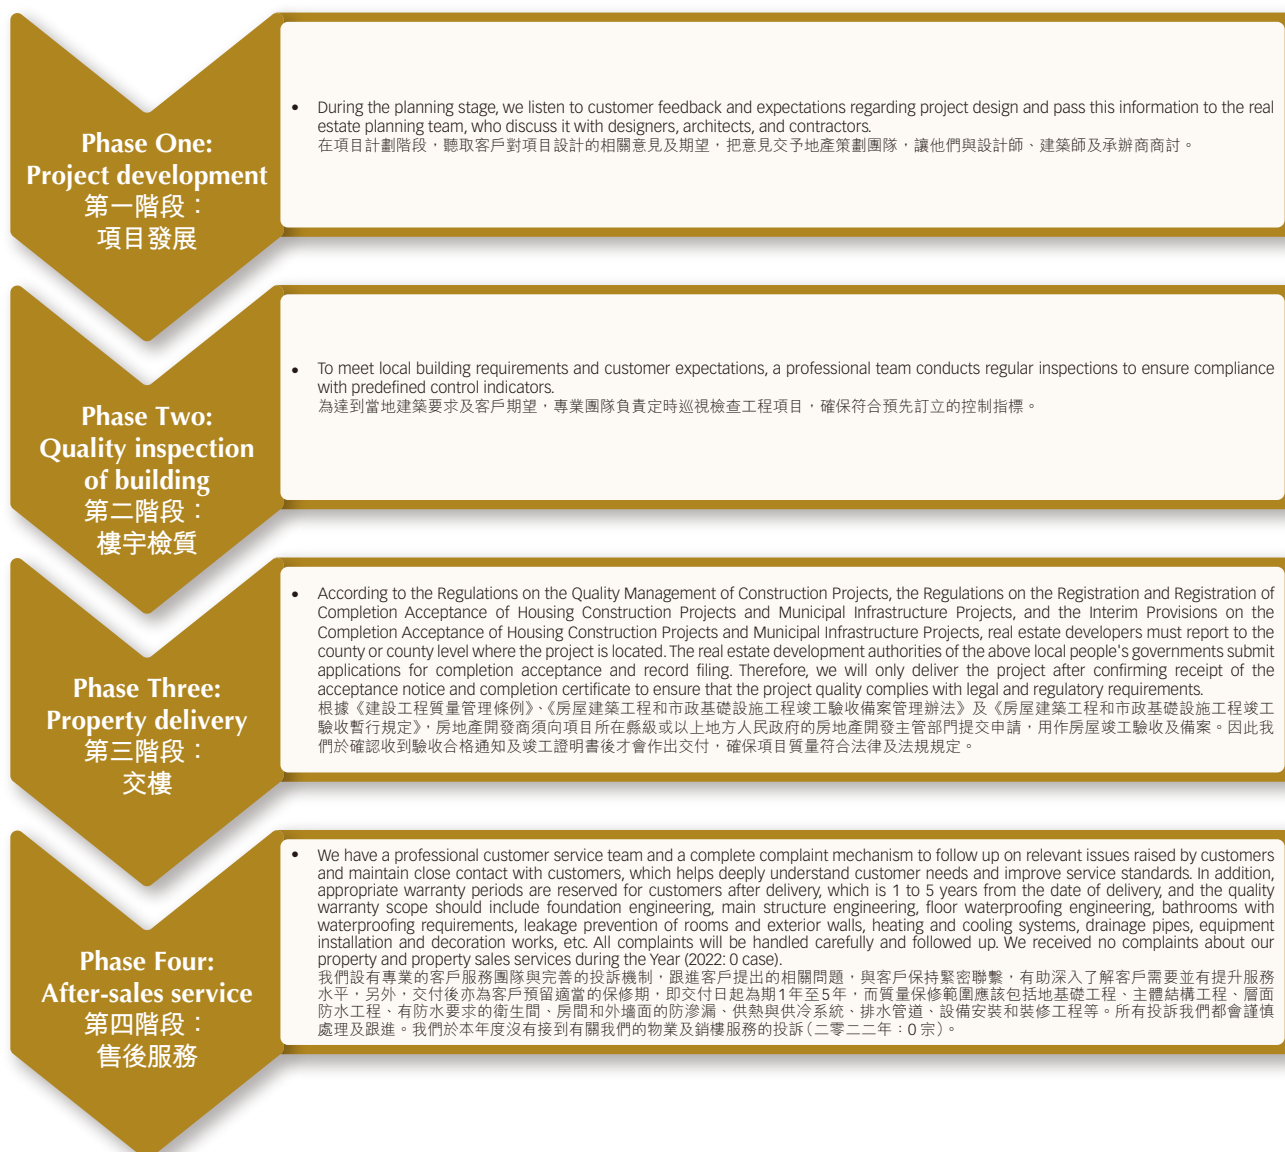 Phase One:
Project development
第一階段：
項目發展
• During the planning stage, we listen to customer feedback and expectations regarding project design and pass this information to the real
estate planning team, who discuss it with designers, architects, and contractors.
在項目計劃階段，聽取客戶對項目設計的相關意見及期望，把意見交予地產策劃團隊，讓他們與設計師、建築師及承辦商商討。
Phase Two:
Quality inspection
of building
第二階段：
樓宇檢質
• To meet local building requirements and customer expectations, a professional team conducts regular inspections to ensure compliance
with predefined control indicators.
為達到當地建築要求及客戶期望，專業團隊負責定時巡視檢查工程項目，確保符合預先訂立的控制指標。
Phase Three:
Property delivery
第三階段：
交樓
• According to the Regulations on the Quality Management of Construction Projects, the Regulations on the Registration and Registration of
Completion Acceptance of Housing Construction Projects and Municipal Infrastructure Projects, and the Interim Provisions on the
Completion Acceptance of Housing Construction Projects and Municipal Infrastructure Projects, real estate developers must report to the
county or county level where the project is located. The real estate development authorities of the above local people's governments submit
applications for completion acceptance and record filing. Therefore, we will only deliver the project after confirming receipt of the
acceptance notice and completion certificate to ensure that the project quality complies with legal and regulatory requirements.
根據《建設工程質量管理條例》、《房屋建築工程和市政基礎設施工程竣工驗收備案管理辦法》及《房屋建築工程和市政基礎設施工程竣工
驗收暫行規定》，房地產開發商須向項目所在縣級或以上地方人民政府的房地產開發主管部門提交申請，用作房屋竣工驗收及備案。因此我
們於確認收到驗收合格通知及竣工證明書後才會作出交付，確保項目質量符合法律及法規規定。
Phase Four:
After-sales service
第四階段：
售後服務
• We have a professional customer service team and a complete complaint mechanism to follow up on relevant issues raised by customers
and maintain close contact with customers, which helps deeply understand customer needs and improve service standards. In addition,
appropriate warranty periods are reserved for customers after delivery, which is 1 to 5 years from the date of delivery, and the quality
warranty scope should include foundation engineering, main structure engineering, floor waterproofing engineering, bathrooms with
waterproofing requirements, leakage prevention of rooms and exterior walls, heating and cooling systems, drainage pipes, equipment
installation and decoration works, etc. All complaints will be handled carefully and followed up. We received no complaints about our
property and property sales services during the Year (2022: 0 case).
我們設有專業的客戶服務團隊與完善的投訴機制，跟進客戶提出的相關問題，與客戶保持緊密聯繫，有助深入了解客戶需要並有提升服務
水平，另外，交付後亦為客戶預留適當的保修期，即交付日起為期1年至5年，而質量保修範圍應該包括地基礎工程、主體結構工程、層面
防水工程、有防水要求的衛生間、房間和外墻面的防滲漏、供熱與供冷系統、排水管道、設備安裝和裝修工程等。所有投訴我們都會謹慎
處理及跟進。我們於本年度沒有接到有關我們的物業及銷樓服務的投訴（二零二二年：0 宗）。